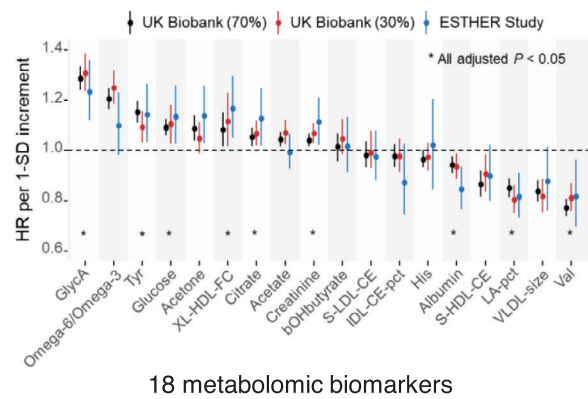 UK Biobank (70%) UK Biobank (30%) ESTHER Study
* All adjusted P < 0.05
HR per 1-SD increment
1.4
1.2
1.0
0.8
0.6
* * * * * * * * *
GlycA
Omega-6/Omega-3
Tyr
Glucose
Acetone
XL-HDL-FC
Citrate
Acetate
Creatinine
bOHbutyrate
S-LDL-CE
IDL-CE-pct
His
Albumin
S-HDL-CE
LA-pct
VLDL-size
Val
18 metabolomic biomarkers